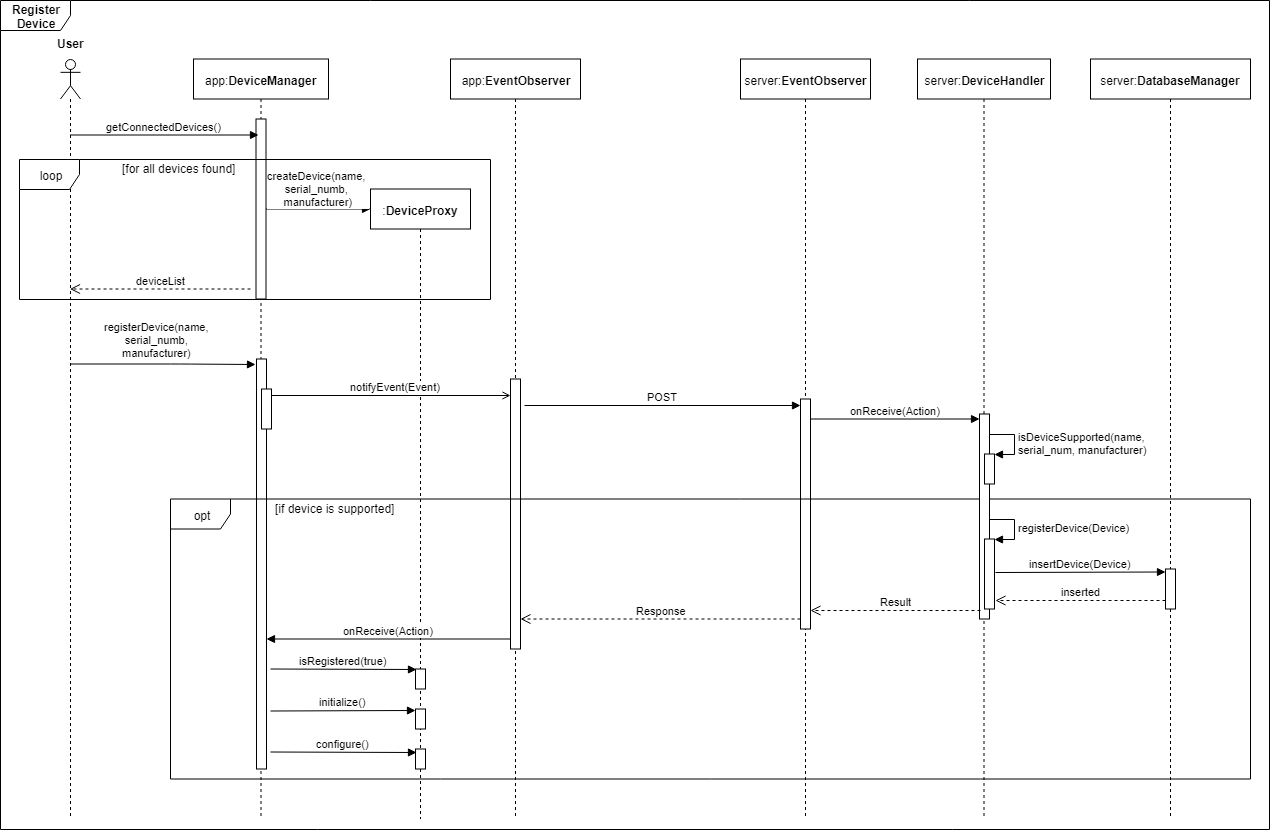 Register
Device
User
app:DeviceManager
app:EventObserver
server:EventObserver
server:DeviceHandler
server:DatabaseManager
getConnectedDevices()
loop
[for all devices found]
createDevice(name,
serial_numb,
manufacturer)
:DeviceProxy
deviceList
registerDevice(name,
serial_numb,
manufacturer)
notifyEvent(Event)
POST
onReceive(Action)
isDeviceSupported(name,
serial_num, manufacturer)
opt
[if device is supported]
registerDevice(Device)
insertDevice(Device)
inserted
Result
Response
onReceive(Action)
isRegistered(true)
initialize()
configure()